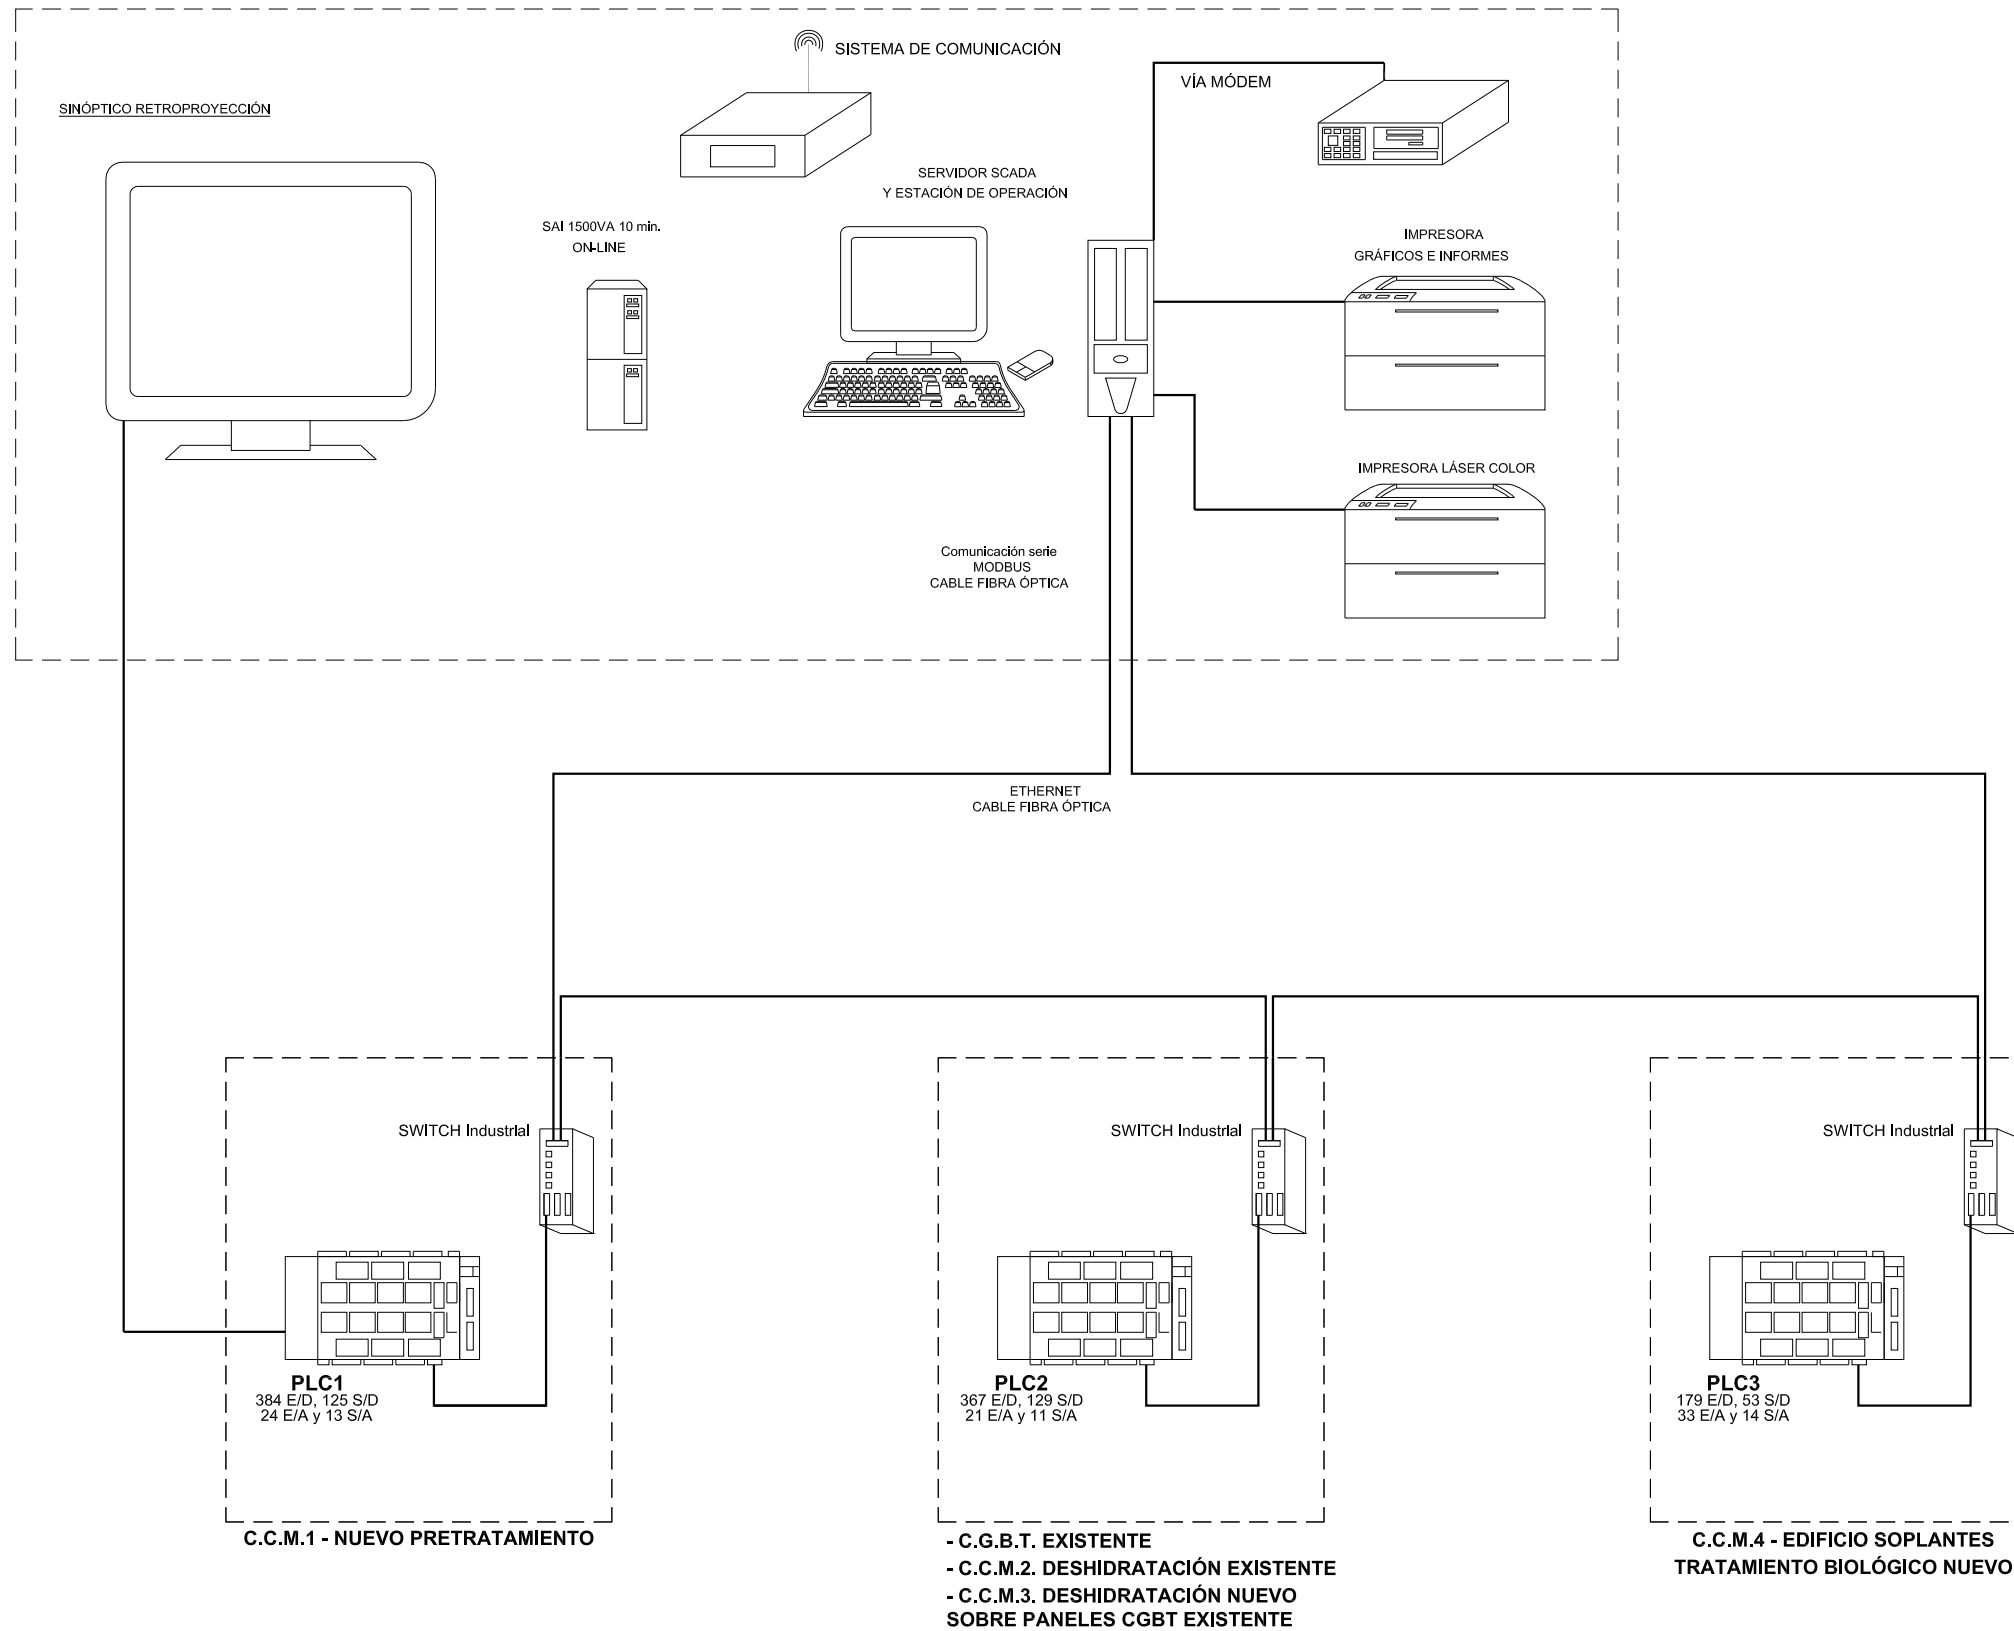 SISTEMA DE COMUNICACIÓN
VÍA MÓDEM
SINÓPTICO RETROPROYECCIÓN
SERVIDOR SCADA
Y ESTACIÓN DE OPERACIÓN
SAI 1500VA 10 min.
ON-LINE
IMPRESORA
GRÁFICOS E INFORMES
IMPRESORA LÁSER COLOR
Comunicación serie
MODBUS
CABLE FIBRA ÓPTICA
ETHERNET
CABLE FIBRA ÓPTICA
SWITCH Industrial
SWITCH Industrial
SWITCH Industrial
PLC1
384 E/D, 125 S/D
24 E/A y 13 S/A
PLC2
367 E/D, 129 S/D
21 E/A y 11 S/A
PLC3
179 E/D, 53 S/D
33 E/A y 14 S/A
C.C.M.1 - NUEVO PRETRATAMIENTO
- C.G.B.T. EXISTENTE
- C.C.M.2. DESHIDRATACIÓN EXISTENTE
- C.C.M.3. DESHIDRATACIÓN NUEVO
SOBRE PANELES CGBT EXISTENTE
C.C.M.4 - EDIFICIO SOPLANTES
TRATAMIENTO BIOLÓGICO NUEVO